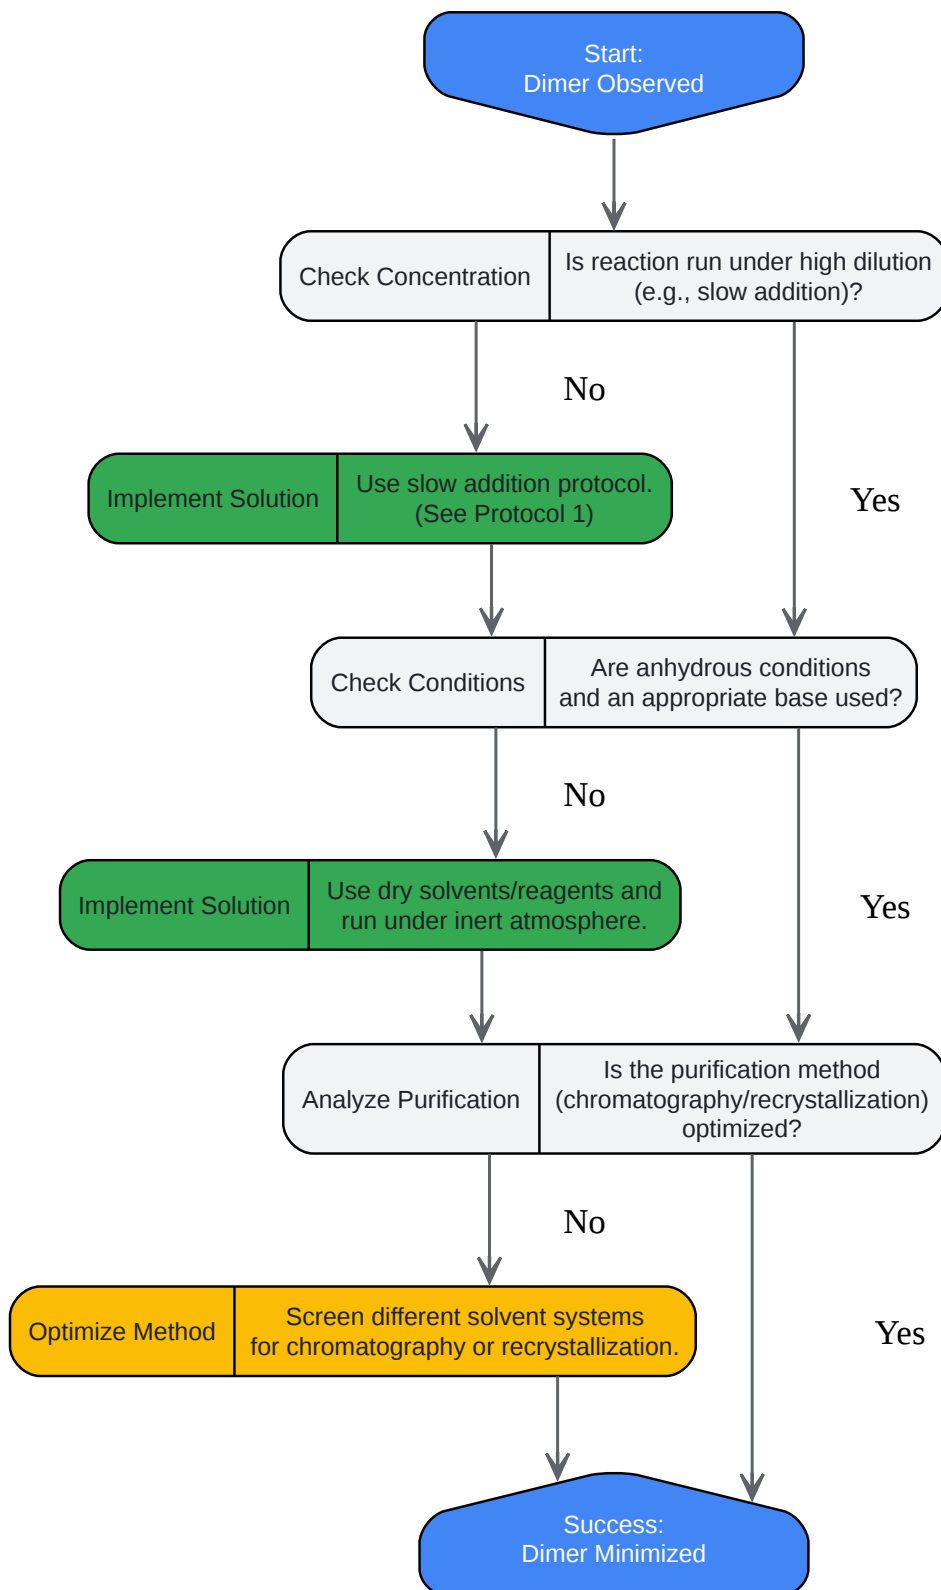 Start:
Dimer Observed
Check Concentration
Is reaction run under high dilution
(e.g., slow addition)?
No
Implement Solution
Use slow addition protocol.
(See Protocol 1)
Yes
Check Conditions
Are anhydrous conditions
and an appropriate base used?
No
Implement Solution
Use dry solvents/reagents and
run under inert atmosphere.
Yes
Analyze Purification
Is the purification method
(chromatography/recrystallization)
optimized?
No
Optimize Method
Screen different solvent systems
for chromatography or recrystallization.
Yes
Success:
Dimer Minimized